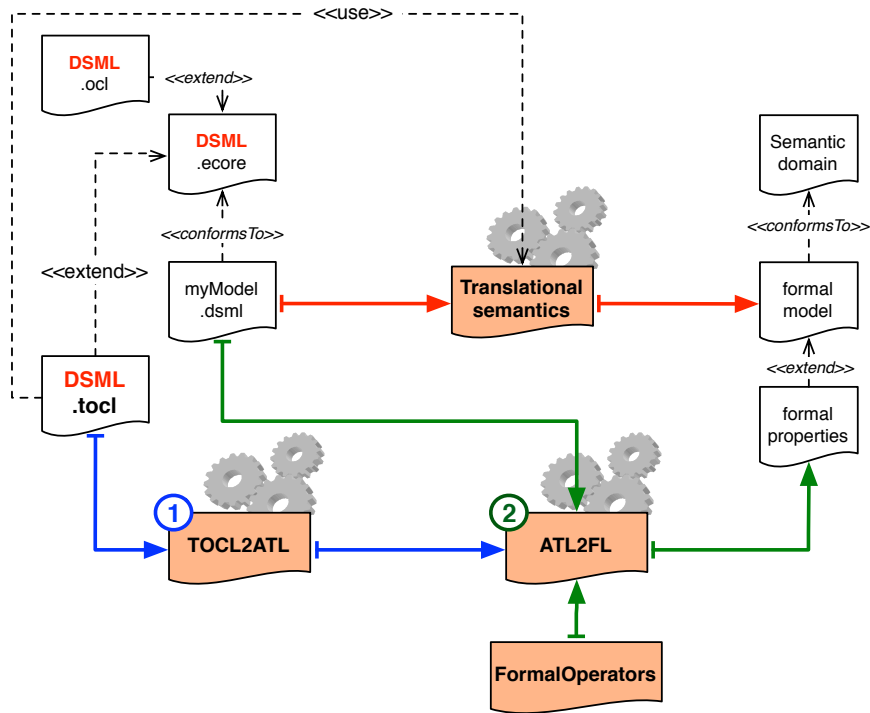 <<use>>
DSML
.ocl
<<extend>>
DSML
.ecore
Semantic
domain
<<conformsTo>>
<<conformsTo>>
<<extend>>
myModel
.dsml
Translational
semantics
formal
model
<<extend>>
DSML
.tocl
formal
properties
1
TOCL2ATL
2
ATL2FL
FormalOperators